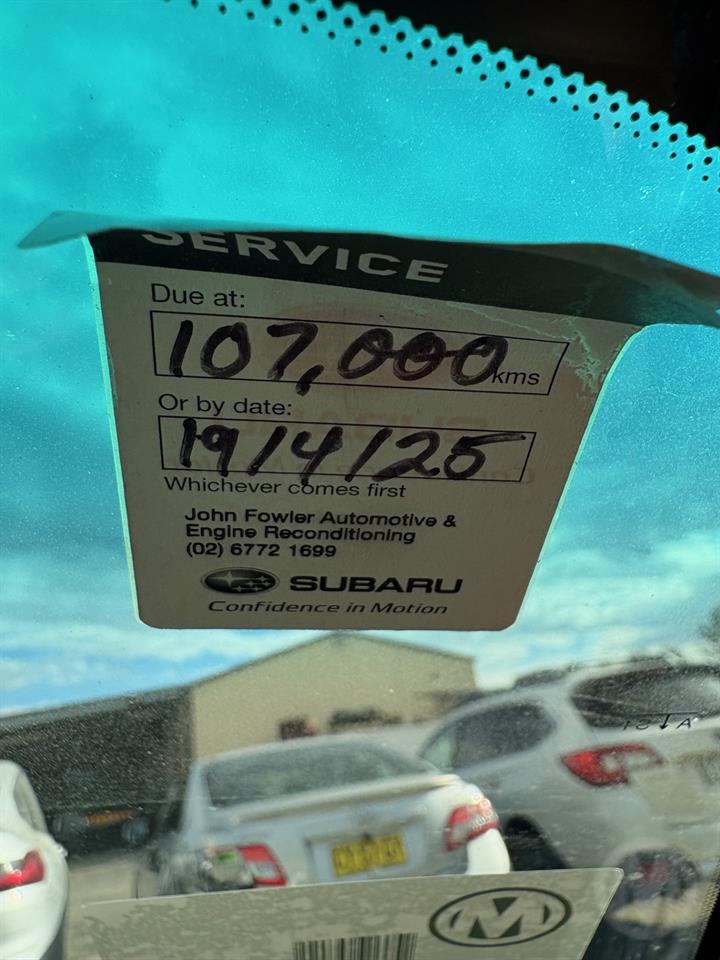 SERVICE
Due at:
107,000 kms
Or by date:
19/4/25
Whichever comes first
John Fowler Automotive &
Engine Reconditioning
(02) 6772 1699
SUBARU
Confidence in Motion
M